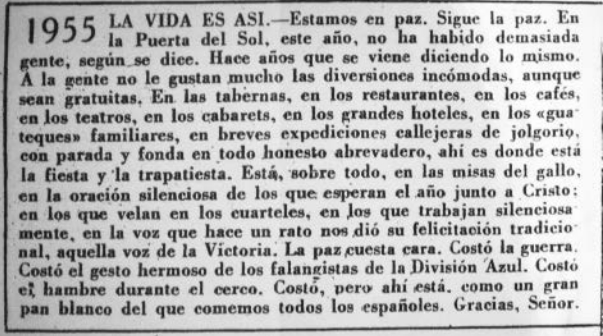 1955 LA VIDA ES ASI.—Estamos en paz. Sigue la paz. En
la Puerta del Sol, este año, no ha habido demasiada
gente, según se dice. Hace años que se viene diciendo lo mismo.
A la gente no le gustan mucho las diversiones incómodas, aunque
sean gratuitas, En las tabernas, en los restaurantes, en los cafés,
en los teatros, en los cabarets, en los grandes hoteles, en los «gua-
teques» familiares, en breves expediciones callejeras de jolgorio,
con parada y fonda en todo honesto abrevadero, ahi es donde está
la fiesta y la trapatiesta. Está, sobre todo, en las misas del gallo,
en la oración silenciosa de los que esperan el año junto a Cristo;
en los que velan en los cuarteles, en los que trabajan silenciosa
mente, en la voz que hace un rato nos dió su felicitación tradicio-
nal, aquella voz de la Victoria. La paz cuesta cara. Costó la guerra.
Costó el gesto hermoso de los falangistas de la División Azul. Costó
el hambre durante el cerco. Costó, pero ahí está. como un gran
pan blanco del que comemos todos los españoles. Gracias, Señor.